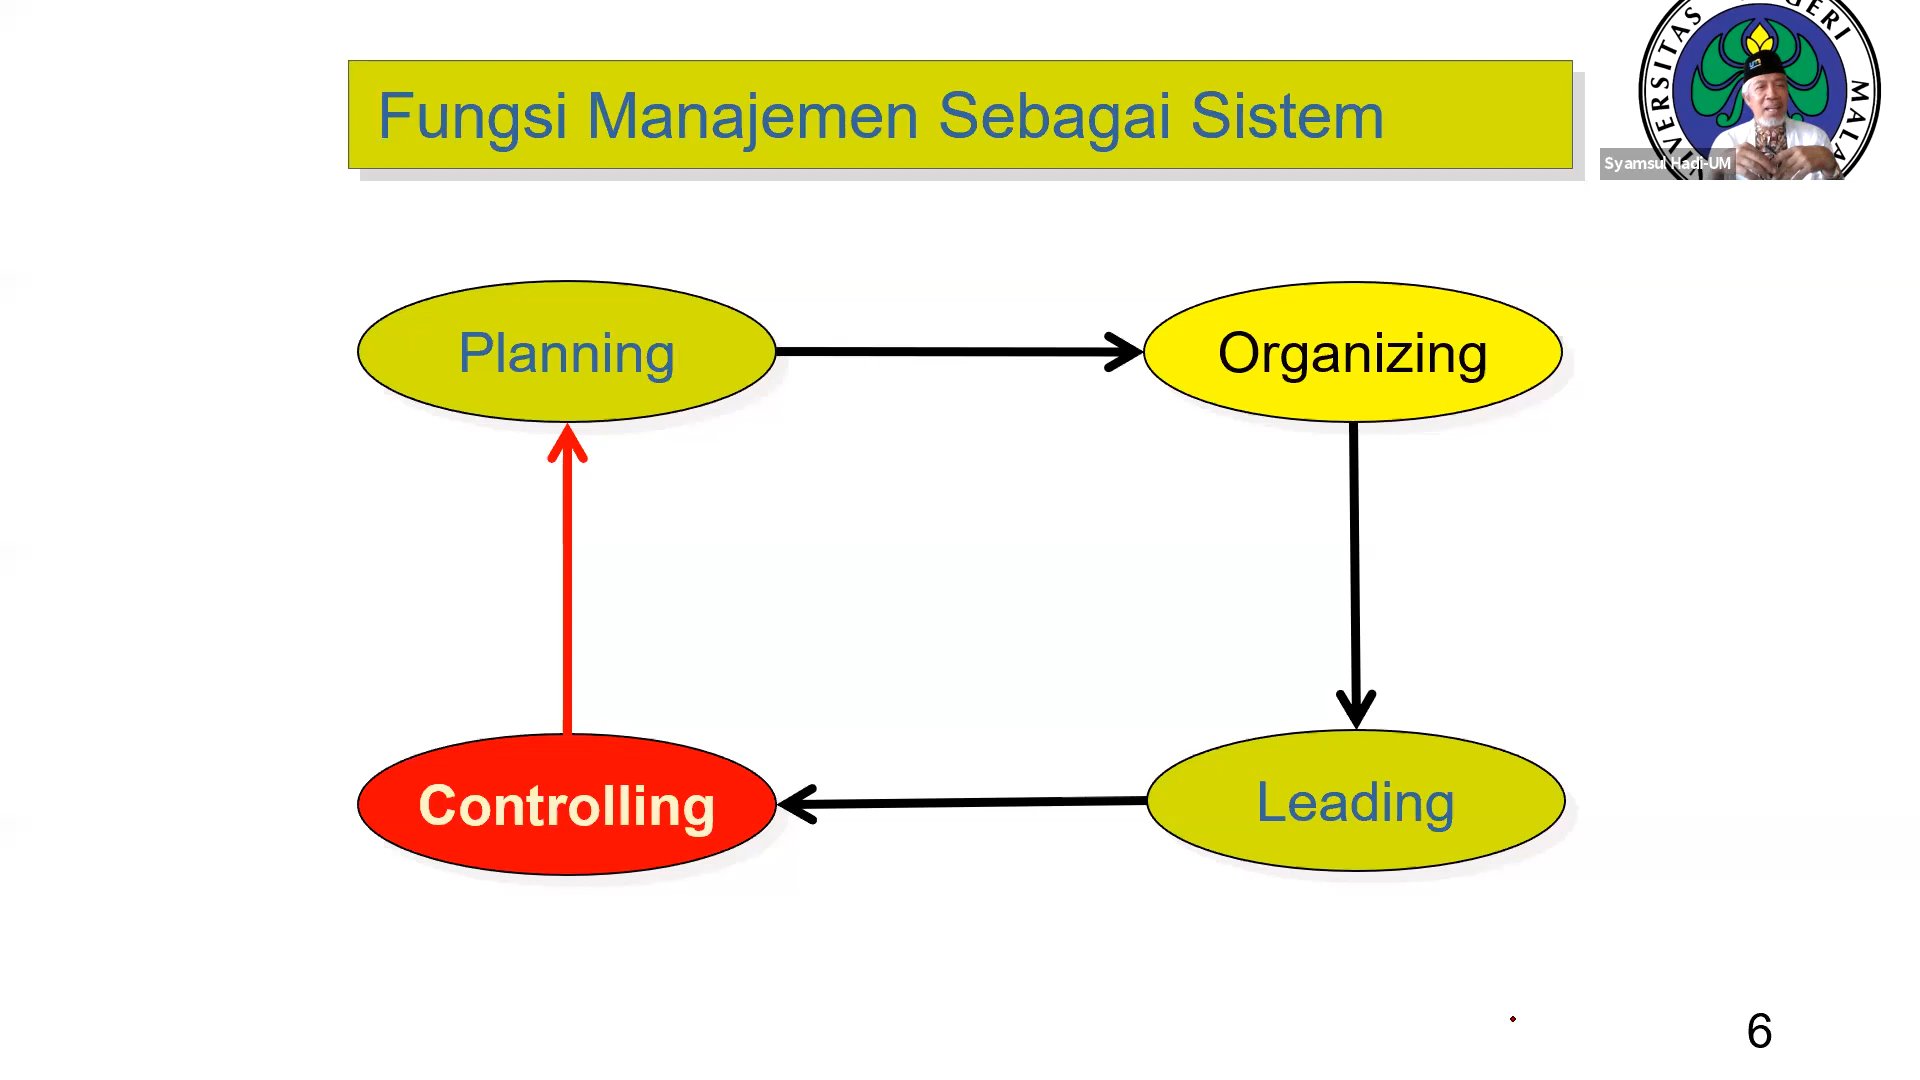 Fungsi Manajemen Sebagai Sistem
Syamsul Hadi-UM
Planning
Organizing
Controlling
Leading
6